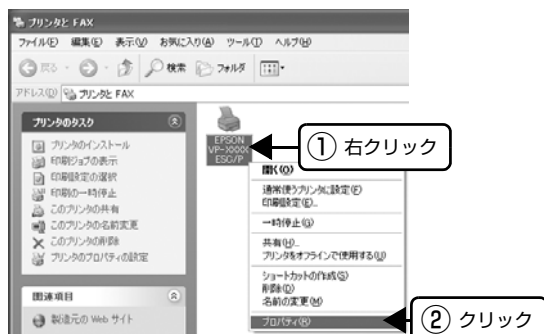 プリンタと FAX
ファイル(F) 編集(E) 表示(V) お気に入り(A) ツール(T) ヘルプ(H)
戻る 検索 フォルダ
アドレス(D) プリンタと FAX
プリンタのタスク
プリンタのインストール
印刷ジョブの表示
印刷設定の選択
印刷の一時停止
このプリンタの共有
このプリンタの名前変更
このプリンタの削除
プリンタのプロパティの設定
関連項目
製造元の Web サイト
EPSON
VP-XXXX
ESC/P
① 右クリック
開く(O)
通常使うプリンタに設定(F)
印刷設定(E)...
一時停止(G)
共有(H)...
プリンタをオフラインで使用する(U)
ショートカットの作成(S)
削除(D)
名前の変更(M)
プロパティ(R)
② クリック